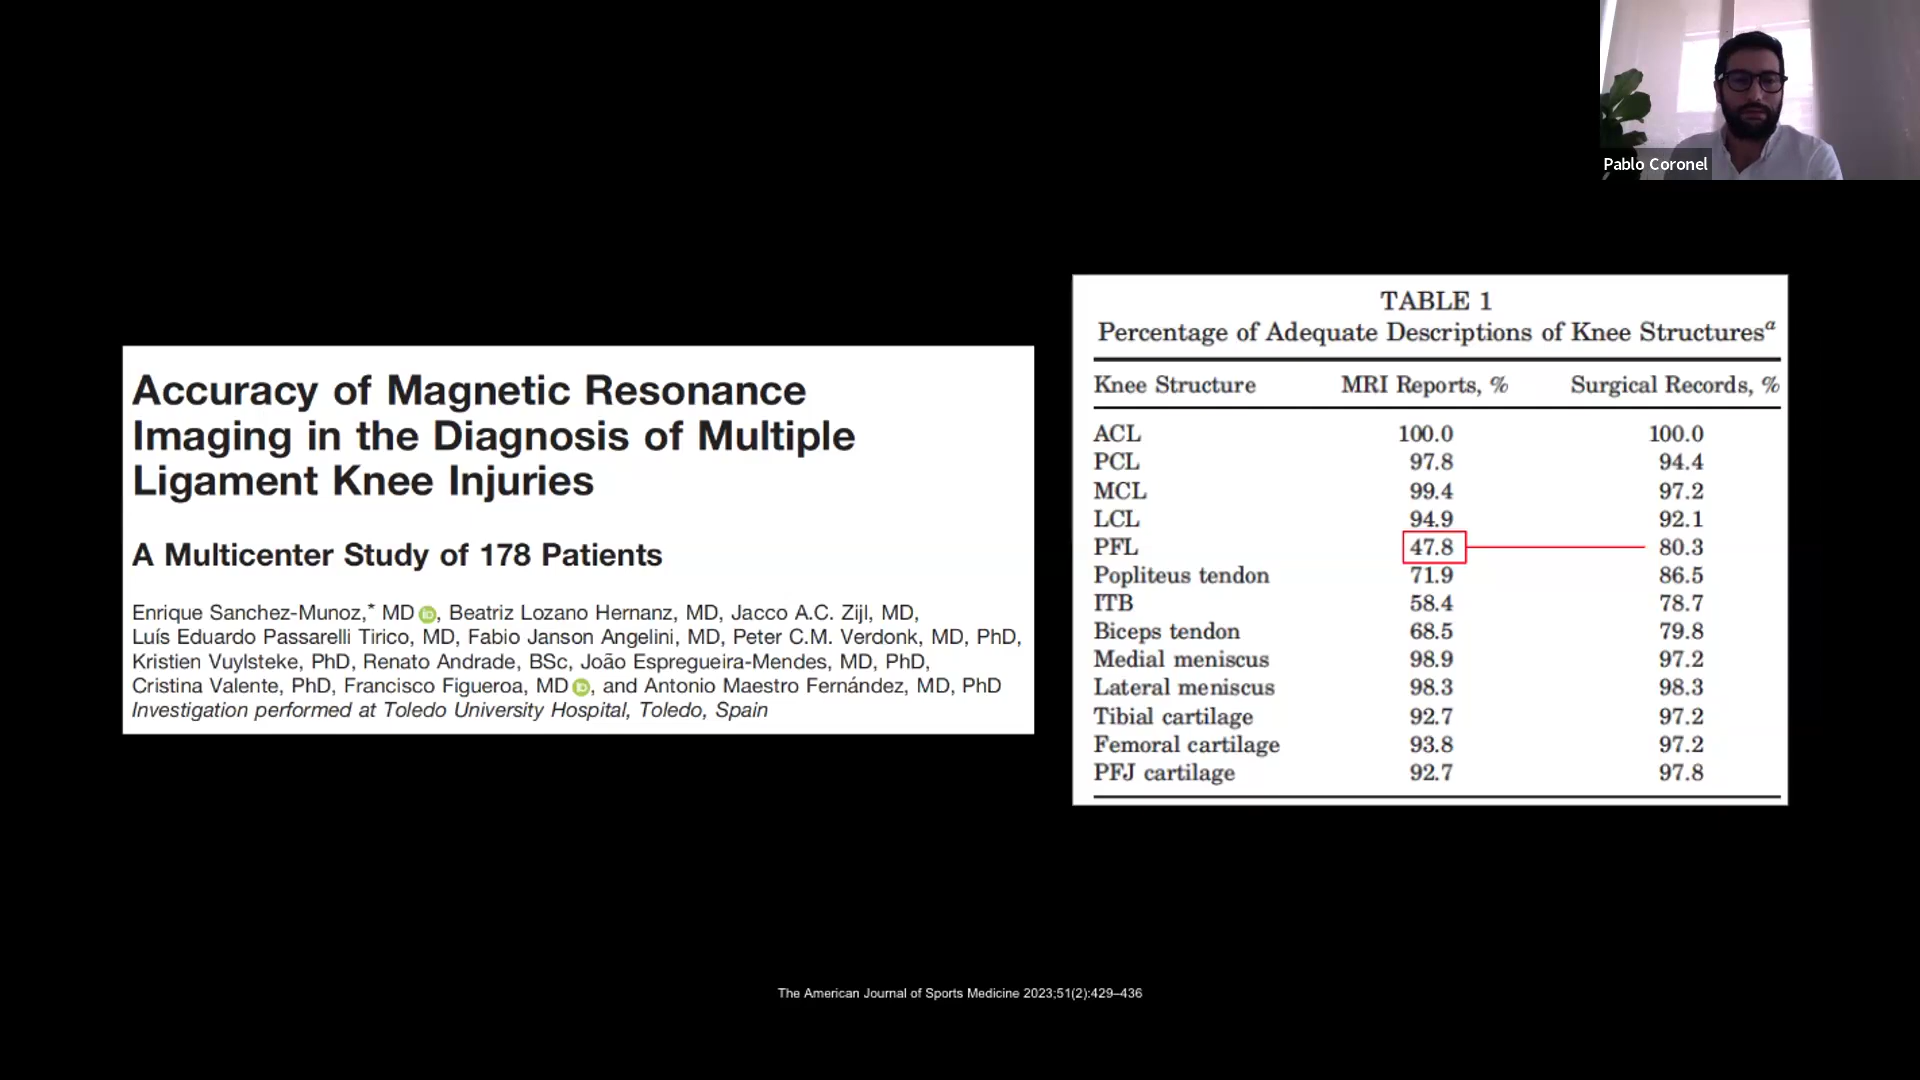 Pablo Coronel
Accuracy of Magnetic Resonance
Imaging in the Diagnosis of Multiple
Ligament Knee Injuries
A Multicenter Study of 178 Patients
Enrique Sanchez-Munoz,* MD iD, Beatriz Lozano Hernanz, MD, Jacco A.C. Zijl, MD,
Luís Eduardo Passarelli Tirico, MD, Fabio Janson Angelini, MD, Peter C.M. Verdonk, MD, PhD,
Kristien Vuylsteke, PhD, Renato Andrade, BSc, João Espregueira-Mendes, MD, PhD,
Cristina Valente, PhD, Francisco Figueroa, MD iD, and Antonio Maestro Fernández, MD, PhD
Investigation performed at Toledo University Hospital, Toledo, Spain
TABLE 1
Percentage of Adequate Descriptions of Knee Structures^a
Knee Structure MRI Reports, % Surgical Records, %
ACL 100.0 100.0
PCL 97.8 94.4
MCL 99.4 97.2
LCL 94.9 92.1
PFL 47.8 80.3
Popliteus tendon 71.9 86.5
ITB 58.4 78.7
Biceps tendon 68.5 79.8
Medial meniscus 98.9 97.2
Lateral meniscus 98.3 98.3
Tibial cartilage 92.7 97.2
Femoral cartilage 93.8 97.2
PFJ cartilage 92.7 97.8
The American Journal of Sports Medicine 2023;51(2):429–436